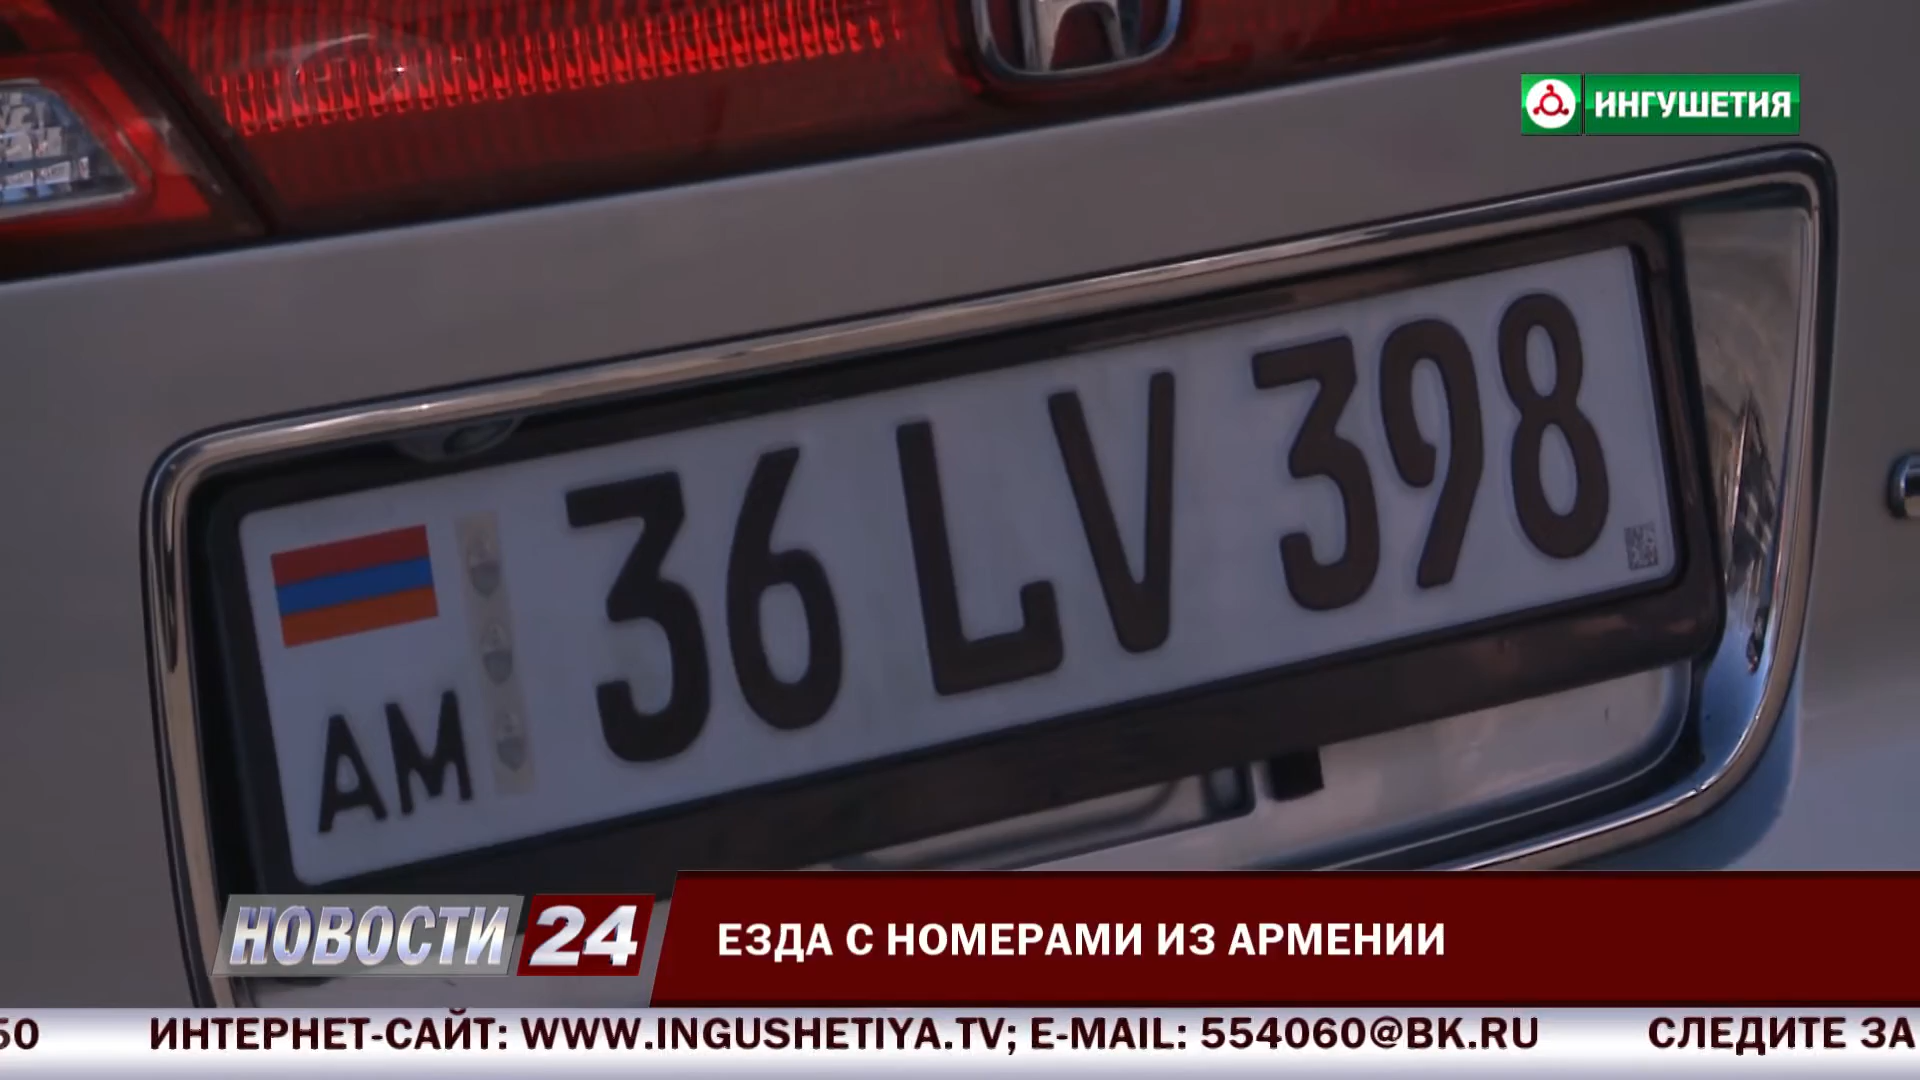 ИНГУШЕТИЯ
36 LV 398
AM
НОВОСТИ 24
ЕЗДА С НОМЕРАМИ ИЗ АРМЕНИИ
50 ИНТЕРНЕТ-САЙТ: WWW.INGUSHETIYA.TV; E-MAIL: 554060@BK.RU СЛЕДИТЕ ЗА